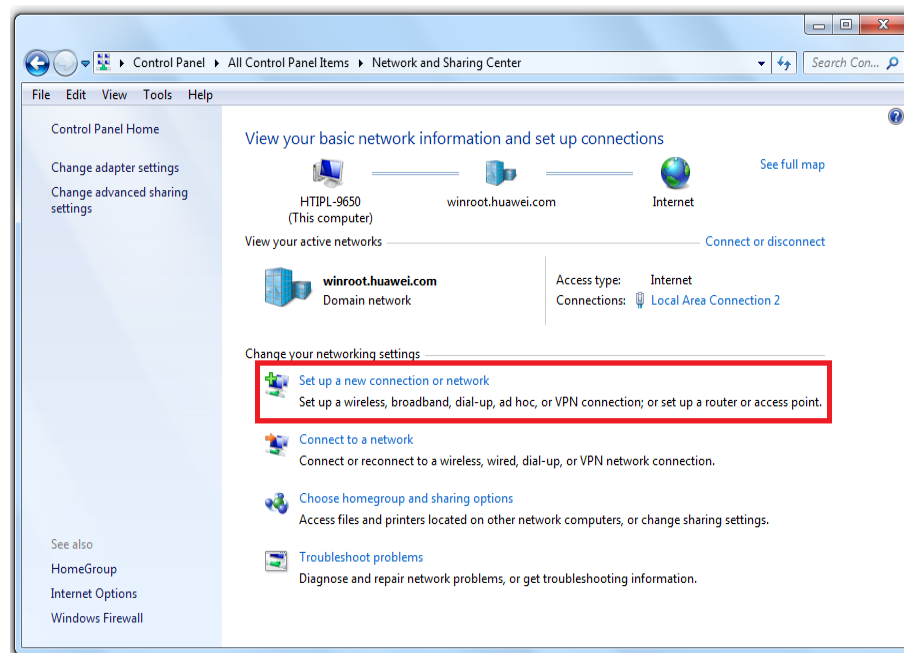 Control Panel ▸ All Control Panel Items ▸ Network and Sharing Center
Search Con...
File Edit View Tools Help
Control Panel Home
Change adapter settings
Change advanced sharing
settings
See also
HomeGroup
Internet Options
Windows Firewall
View your basic network information and set up connections
See full map
HTIPL-9650
(This computer)
winroot.huawei.com
Internet
View your active networks
Connect or disconnect
winroot.huawei.com
Domain network
Access type: Internet
Connections: Local Area Connection 2
Change your networking settings
Set up a new connection or network
Set up a wireless, broadband, dial-up, ad hoc, or VPN connection; or set up a router or access point.
Connect to a network
Connect or reconnect to a wireless, wired, dial-up, or VPN network connection.
Choose homegroup and sharing options
Access files and printers located on other network computers, or change sharing settings.
Troubleshoot problems
Diagnose and repair network problems, or get troubleshooting information.